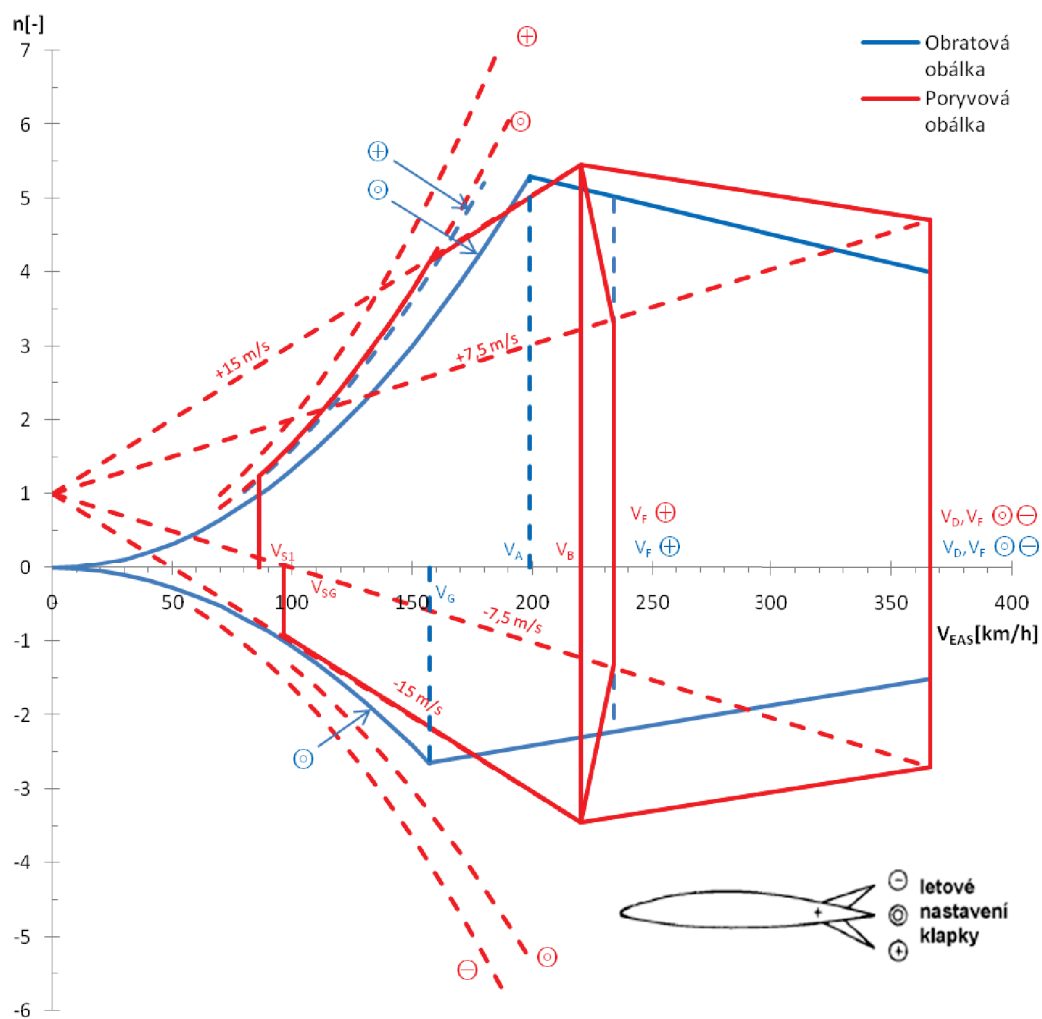 n[-]
7
6
5
4
3
2
1
0
-1
-2
-3
-4
-5
-6
Obratová
obálka
Poryvová
obálka
⊕
⊙
⊕
⊙
+15 m/s
+7,5 m/s
V_F ⊕
V_F ⊕
V_D, V_F ⊙ ⊖
V_D, V_F ⊙ ⊖
V_S1
V_A
V_B
V_SG
V_G
0
50
100
150
200
250
300
350
400
V_EAS[km/h]
-7,5 m/s
-15 m/s
⊙
⊖
⊙
⊖ letové
⊙ nastavení
⊕ klapky
+